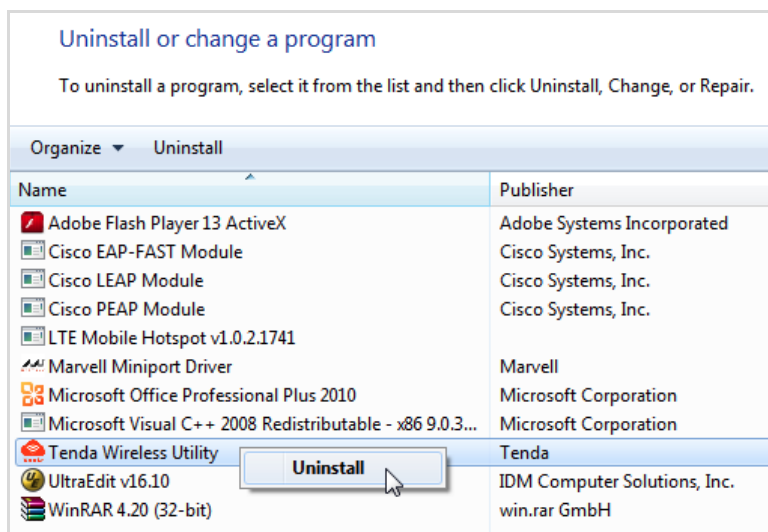 Uninstall or change a program
To uninstall a program, select it from the list and then click Uninstall, Change, or Repair.
Organize Uninstall
Name Publisher
Adobe Flash Player 13 ActiveX Adobe Systems Incorporated
Cisco EAP-FAST Module Cisco Systems, Inc.
Cisco LEAP Module Cisco Systems, Inc.
Cisco PEAP Module Cisco Systems, Inc.
LTE Mobile Hotspot v1.0.2.1741
Marvell Miniport Driver Marvell
Microsoft Office Professional Plus 2010 Microsoft Corporation
Microsoft Visual C++ 2008 Redistributable - x86 9.0.3... Microsoft Corporation
Tenda Wireless Utility Tenda
Uninstall
UltraEdit v16.10 IDM Computer Solutions, Inc.
WinRAR 4.20 (32-bit) win.rar GmbH